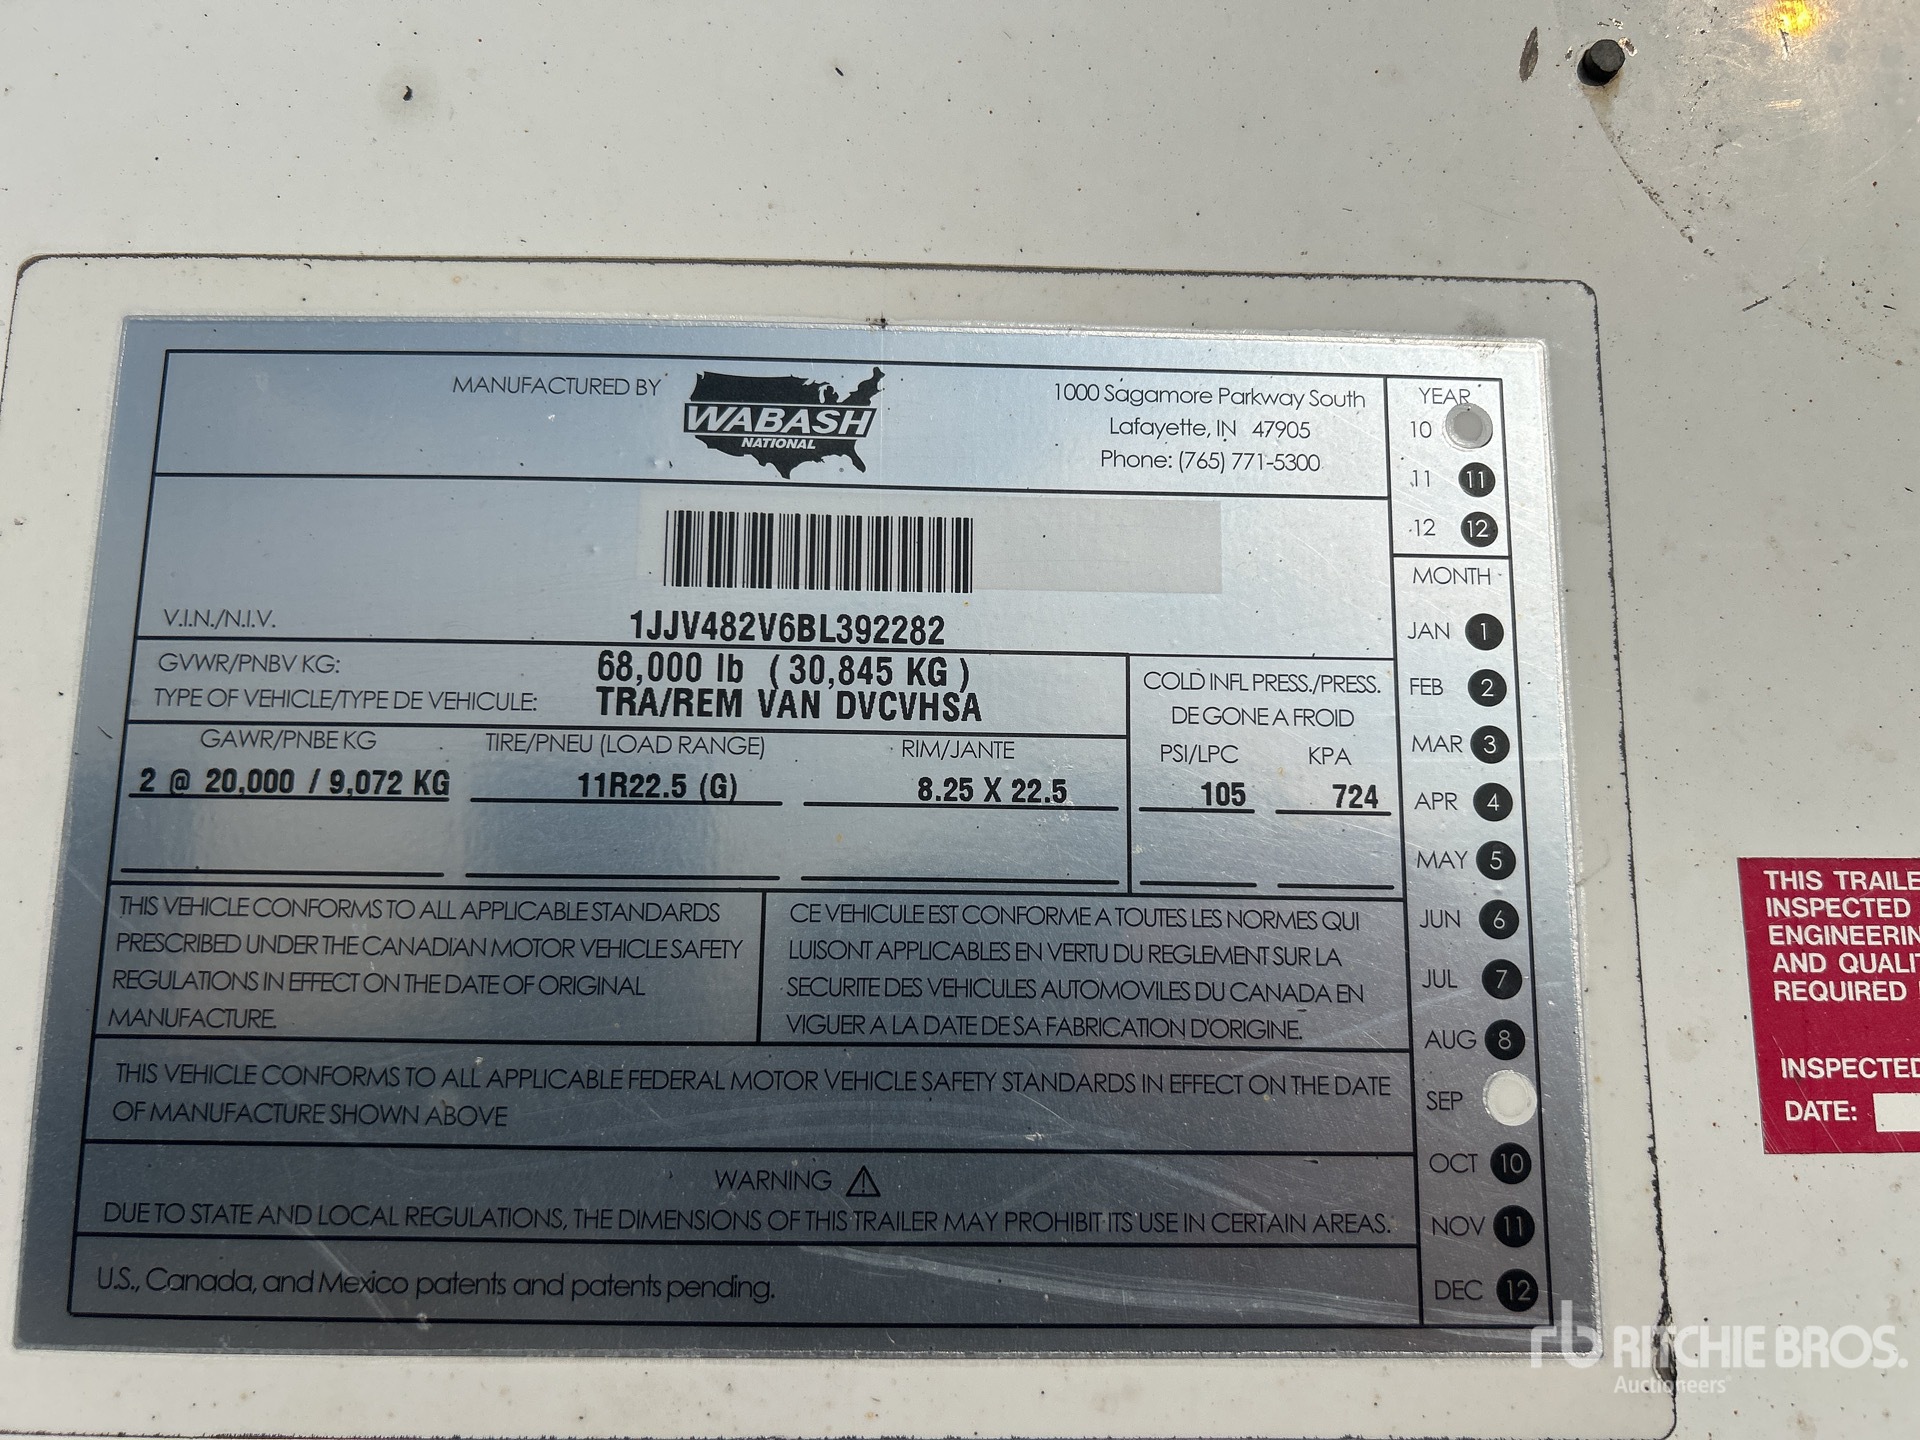 MANUFACTURED BY
WABASH
NATIONAL
1000 Sagamore Parkway South
Lafayette, IN 47905
Phone: (765) 771-5300
V.I.N./N.I.V. 1JJV482V6BL392282
GVWR/PNBV KG: 68,000 lb ( 30,845 KG )
TYPE OF VEHICLE/TYPE DE VEHICULE: TRA/REM VAN DVCVHSA
COLD INFL PRESS./PRESS.
DE GONE A FROID
GAWR/PNBE KG TIRE/PNEU (LOAD RANGE) RIM/JANTE PSI/LPC KPA
2 @ 20,000 / 9,072 KG 11R22.5 (G) 8.25 X 22.5 105 724
THIS VEHICLE CONFORMS TO ALL APPLICABLE STANDARDS
PRESCRIBED UNDER THE CANADIAN MOTOR VEHICLE SAFETY
REGULATIONS IN EFFECT ON THE DATE OF ORIGINAL
MANUFACTURE.
CE VEHICULE EST CONFORME A TOUTES LES NORMES QUI
LUISONT APPLICABLES EN VERTU DU REGLEMENT SUR LA
SECURITE DES VEHICULES AUTOMOVILES DU CANADA EN
VIGUER A LA DATE DE SA FABRICATION D'ORIGINE.
THIS VEHICLE CONFORMS TO ALL APPLICABLE FEDERAL MOTOR VEHICLE SAFETY STANDARDS IN EFFECT ON THE DATE
OF MANUFACTURE SHOWN ABOVE
WARNING
DUE TO STATE AND LOCAL REGULATIONS, THE DIMENSIONS OF THIS TRAILER MAY PROHIBIT ITS USE IN CERTAIN AREAS.
U.S., Canada, and Mexico patents and patents pending.
YEAR
10
11 11
12 12
MONTH
JAN 1
FEB 2
MAR 3
APR 4
MAY 5
JUN 6
JUL 7
AUG 8
SEP
OCT 10
NOV 11
DEC 12
THIS TRAILE
INSPECTED
ENGINEERIN
AND QUALIT
REQUIRED
INSPECTED
DATE:
rb RITCHIE BROS.
Auctioneers